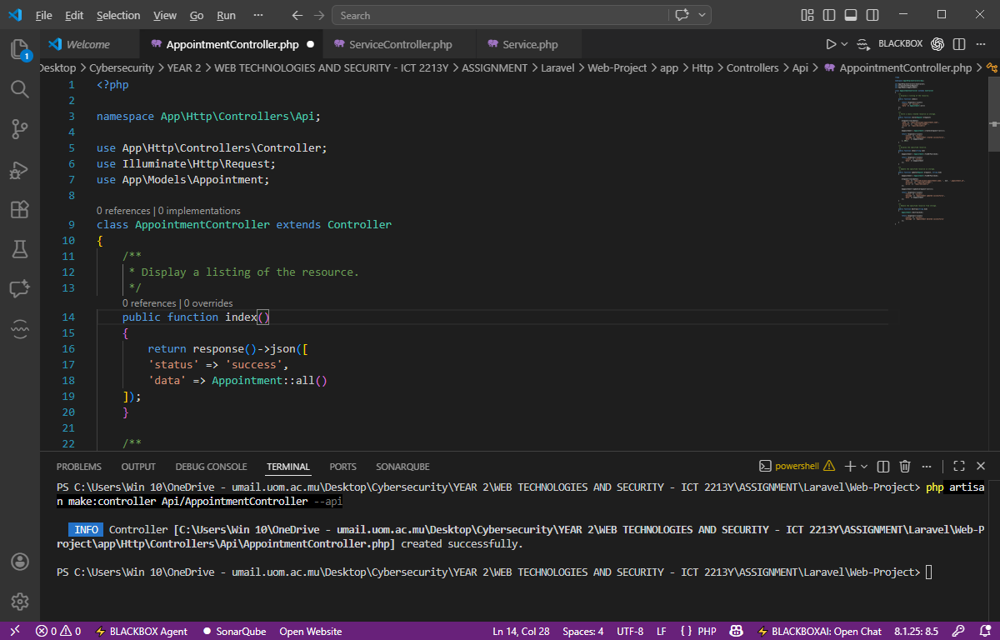 File Edit Selection View Go Run ··· Search
Welcome AppointmentController.php ServiceController.php Service.php BLACKBOX
Desktop > Cybersecurity > YEAR 2 > WEB TECHNOLOGIES AND SECURITY - ICT 2213Y > ASSIGNMENT > Laravel > Web-Project > app > Http > Controllers > Api > AppointmentController.php >
1 <?php
2
3 namespace App\Http\Controllers\Api;
4
5 use App\Http\Controllers\Controller;
6 use Illuminate\Http\Request;
7 use App\Models\Appointment;
8
0 references | 0 implementations
9 class AppointmentController extends Controller
10 {
11 /**
12 * Display a listing of the resource.
13 */
0 references | 0 overrides
14 public function index()
15 {
16 return response()->json([
17 'status' => 'success',
18 'data' => Appointment::all()
19 ]);
20 }
21
22 /**
1
PROBLEMS OUTPUT DEBUG CONSOLE TERMINAL PORTS SONARQUBE powershell
PS C:\Users\Win 10\OneDrive - umail.uom.ac.mu\Desktop\Cybersecurity\YEAR 2\WEB TECHNOLOGIES AND SECURITY - ICT 2213Y\ASSIGNMENT\Laravel\Web-Project> php artisa
n make:controller Api/AppointmentController --api
INFO Controller [C:\Users\Win 10\OneDrive - umail.uom.ac.mu\Desktop\Cybersecurity\YEAR 2\WEB TECHNOLOGIES AND SECURITY - ICT 2213Y\ASSIGNMENT\Laravel\Web-P
roject\app\Http\Controllers\Api\AppointmentController.php] created successfully.
PS C:\Users\Win 10\OneDrive - umail.uom.ac.mu\Desktop\Cybersecurity\YEAR 2\WEB TECHNOLOGIES AND SECURITY - ICT 2213Y\ASSIGNMENT\Laravel\Web-Project>
0 0 BLACKBOX Agent SonarQube Open Website Ln 14, Col 28 Spaces: 4 UTF-8 LF {} PHP BLACKBOXAI: Open Chat 8.1.25: 8.5